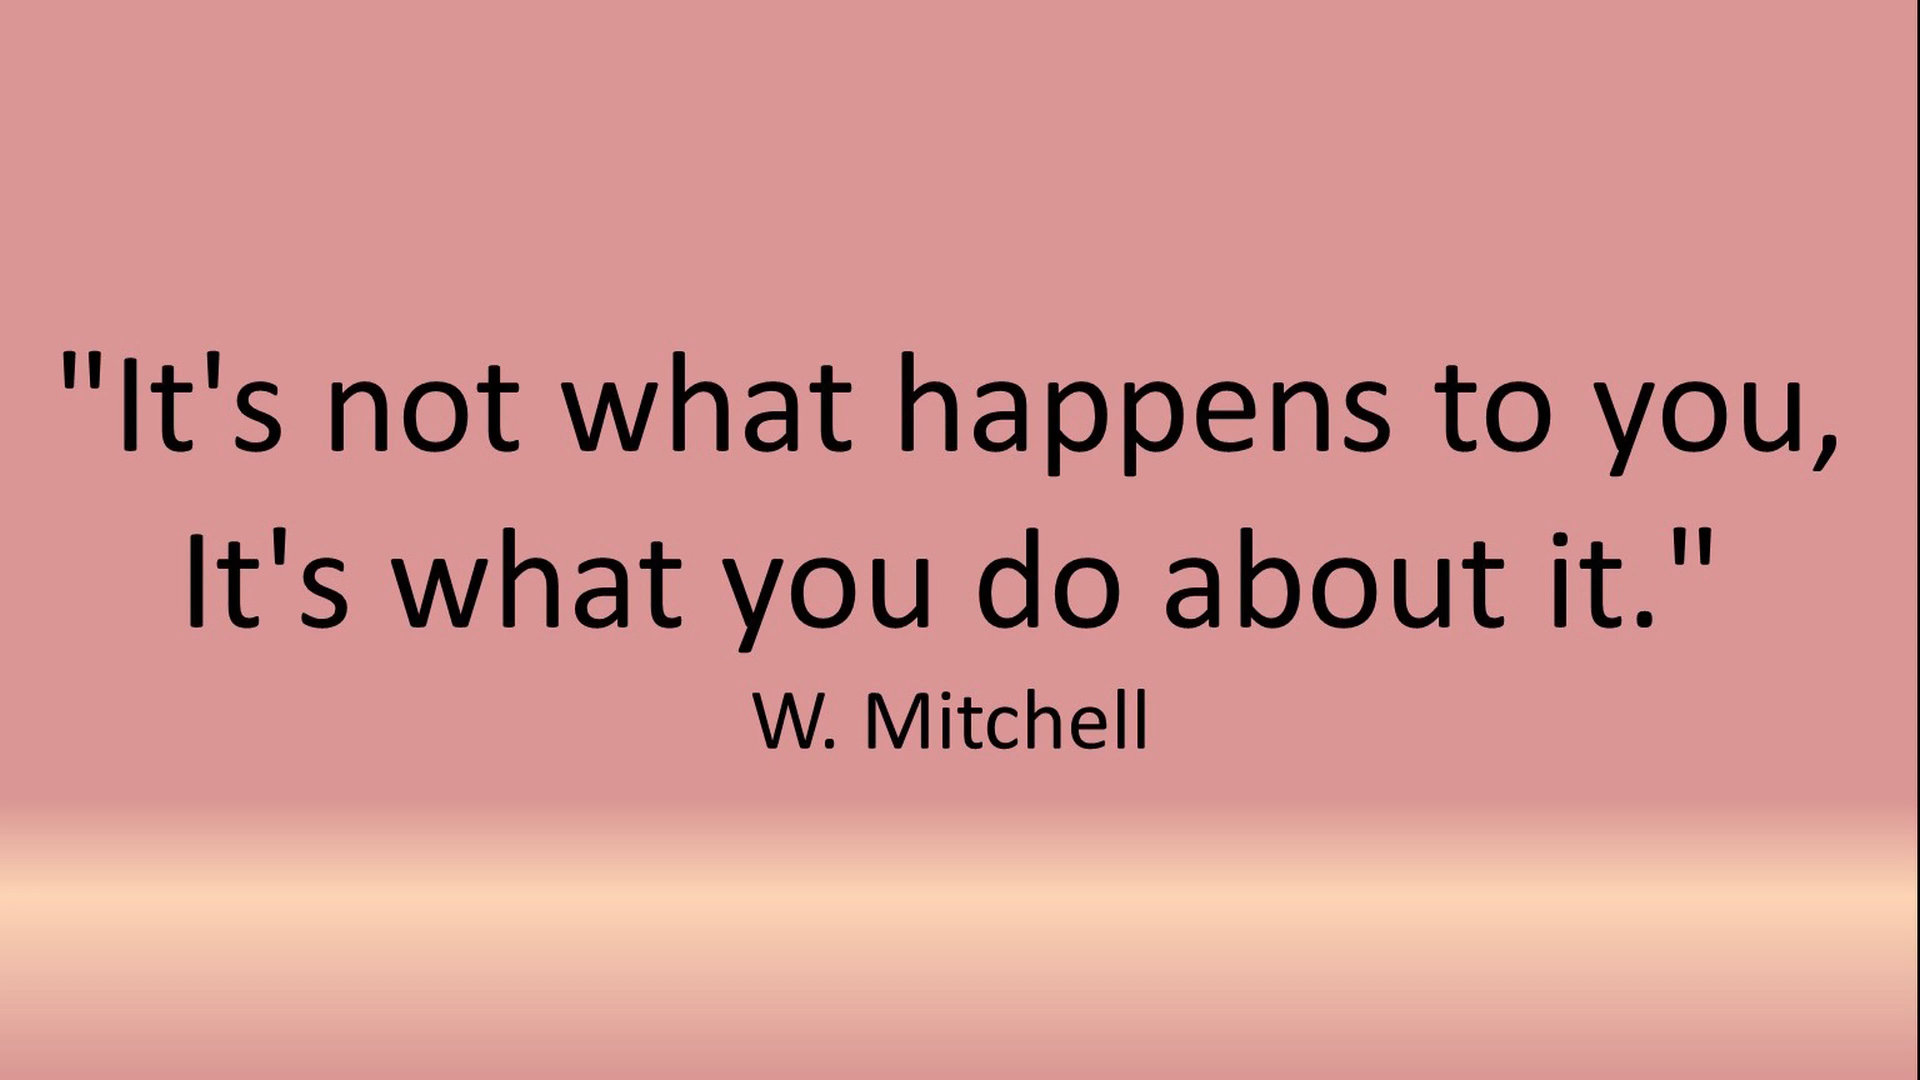 "It's not what happens to you,
It's what you do about it."
W. Mitchell